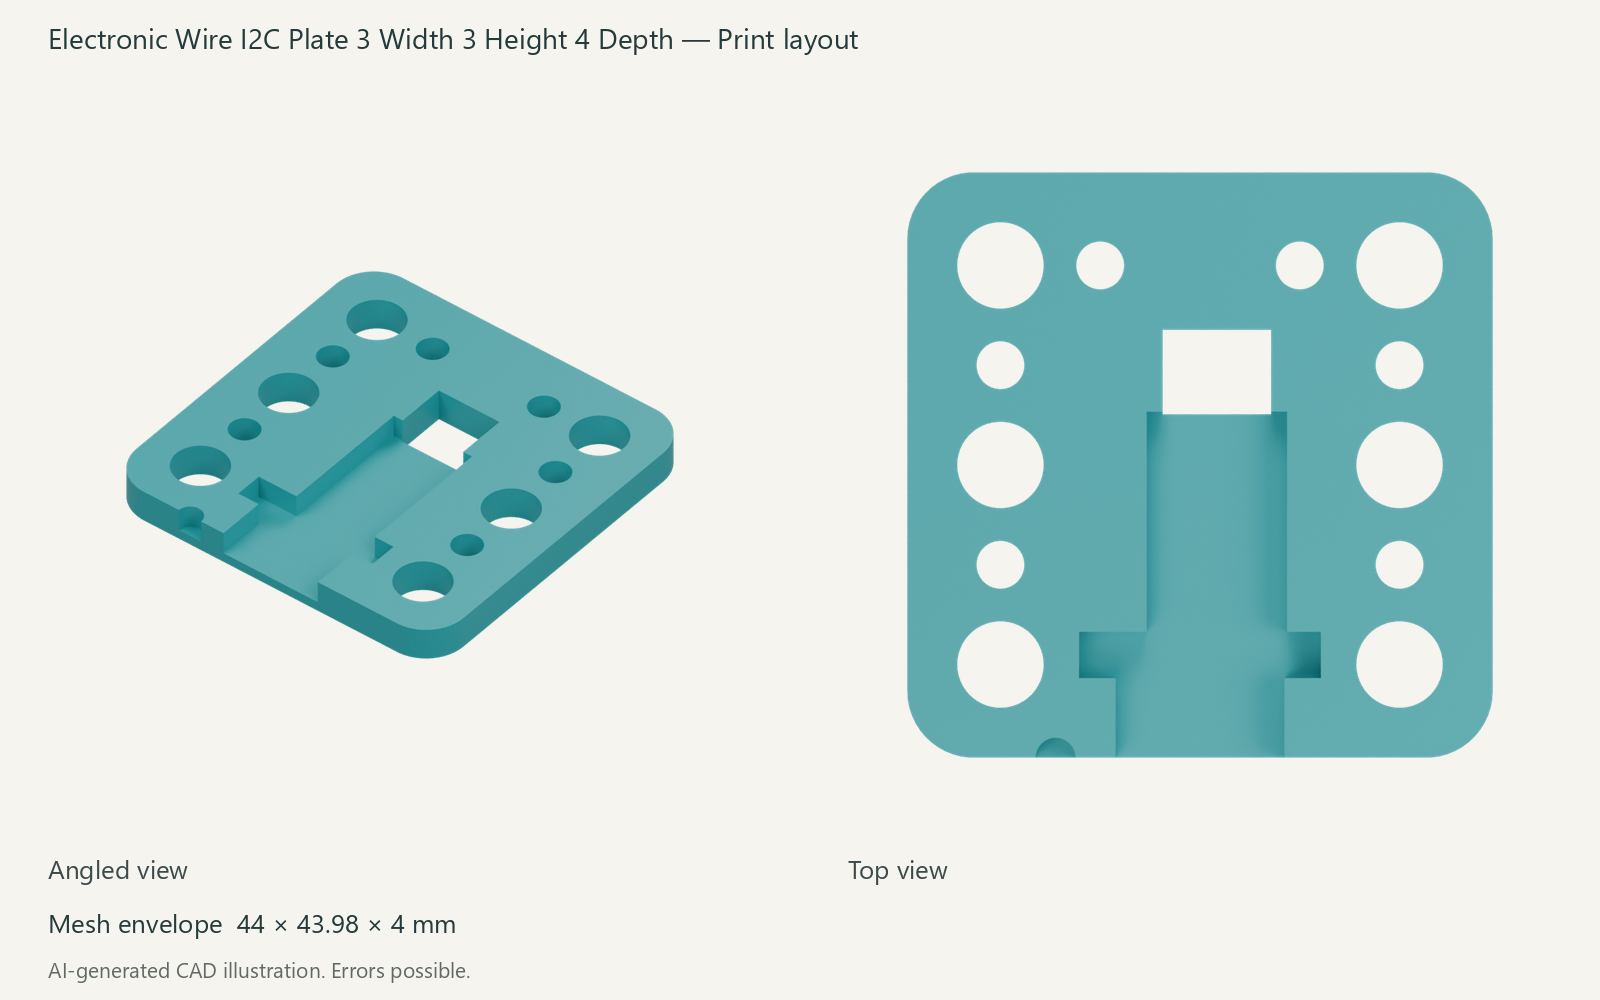 Electronic Wire I2C Plate 3 Width 3 Height 4 Depth — Print layout
Angled view
Top view
Mesh envelope 44 × 43.98 × 4 mm
AI-generated CAD illustration. Errors possible.